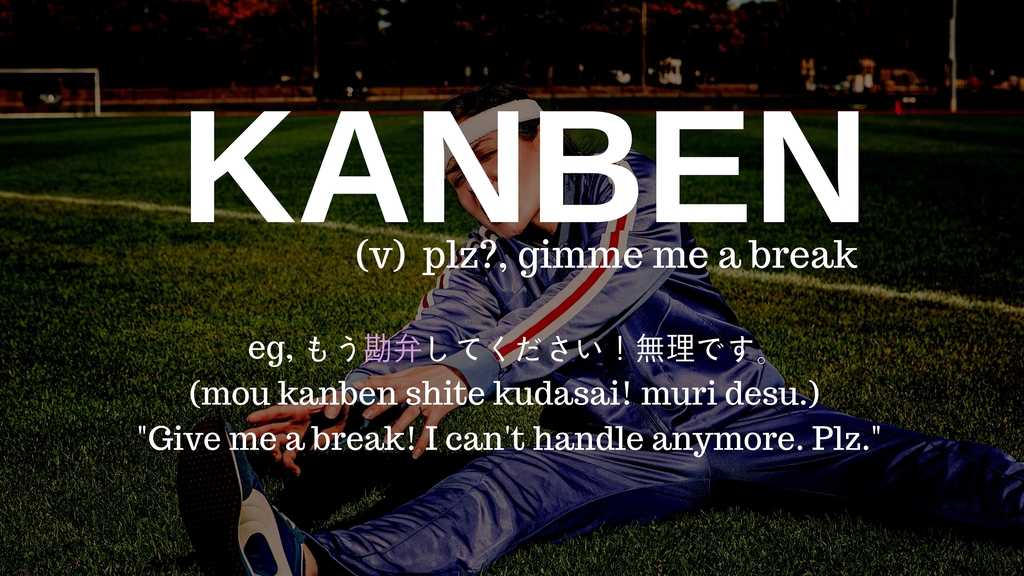 KANBEN
(v) plz?, gimme me a break
eg, もう勘弁してください！無理です。
(mou kanben shite kudasai! muri desu.)
"Give me a break! I can't handle anymore. Plz."